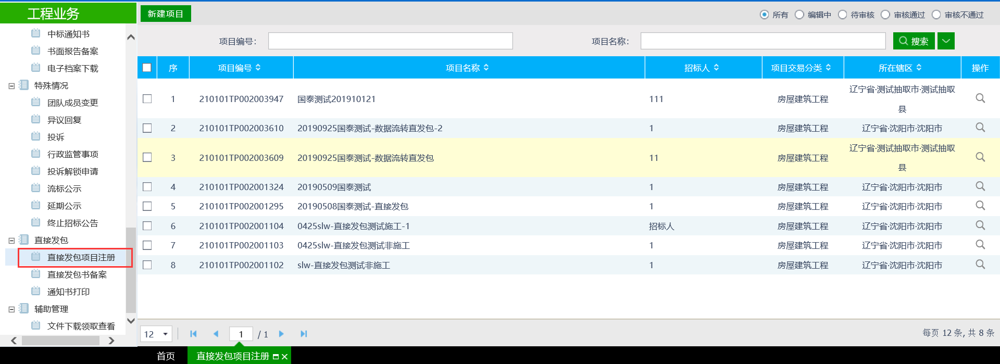 工程业务
中标通知书
书面报告备案
电子档案下载
特殊情况
团队成员变更
异议回复
投诉
行政监管事项
投诉解锁申请
流标公示
延期公示
终止招标公告
直接发包
直接发包项目注册
直接发包书备案
通知书打印
辅助管理
文件下载领取查看
新建项目
所有 编辑中 待审核 审核通过 审核不通过
项目编号: 项目名称: 搜索
序 项目编号 项目名称 招标人 项目交易分类 所在辖区 操作
1 210101TP002003947 国泰测试201910121 111 房屋建筑工程 辽宁省·测试抽取市·测试抽取
县
2 210101TP002003610 20190925国泰测试-数据流转直发包-2 1 房屋建筑工程 辽宁省·沈阳市·沈阳市
3 210101TP002003609 20190925国泰测试-数据流转直发包 11 房屋建筑工程 辽宁省·测试抽取市·测试抽取
县
4 210101TP002001324 20190509国泰测试 1 房屋建筑工程 辽宁省·沈阳市·沈阳市
5 210101TP002001295 20190508国泰测试-直接发包 1 房屋建筑工程 辽宁省·沈阳市·沈阳市
6 210101TP002001104 0425slw-直接发包测试施工-1 招标人 房屋建筑工程 辽宁省·沈阳市·沈阳市
7 210101TP002001103 0425slw-直接发包测试非施工 1 房屋建筑工程 辽宁省·沈阳市·沈阳市
8 210101TP002001102 slw-直接发包测试非施工 1 房屋建筑工程 辽宁省·沈阳市·沈阳市
12 1 / 1 每页 12 条, 共 8 条
首页 直接发包项目注册